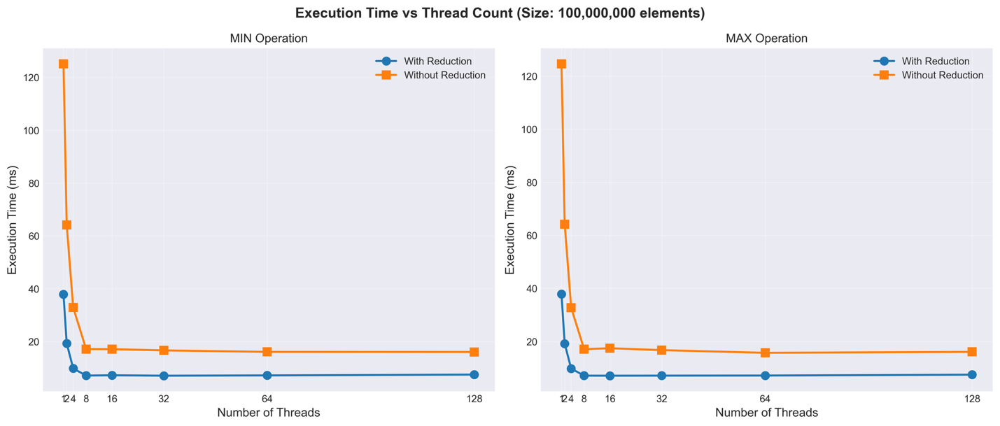 Execution Time vs Thread Count (Size: 100,000,000 elements)
MIN Operation
With Reduction
Without Reduction
120
100
80
60
40
20
Execution Time (ms)
1 2 4 8 16 32 64 128
Number of Threads
MAX Operation
With Reduction
Without Reduction
120
100
80
60
40
20
Execution Time (ms)
1 2 4 8 16 32 64 128
Number of Threads